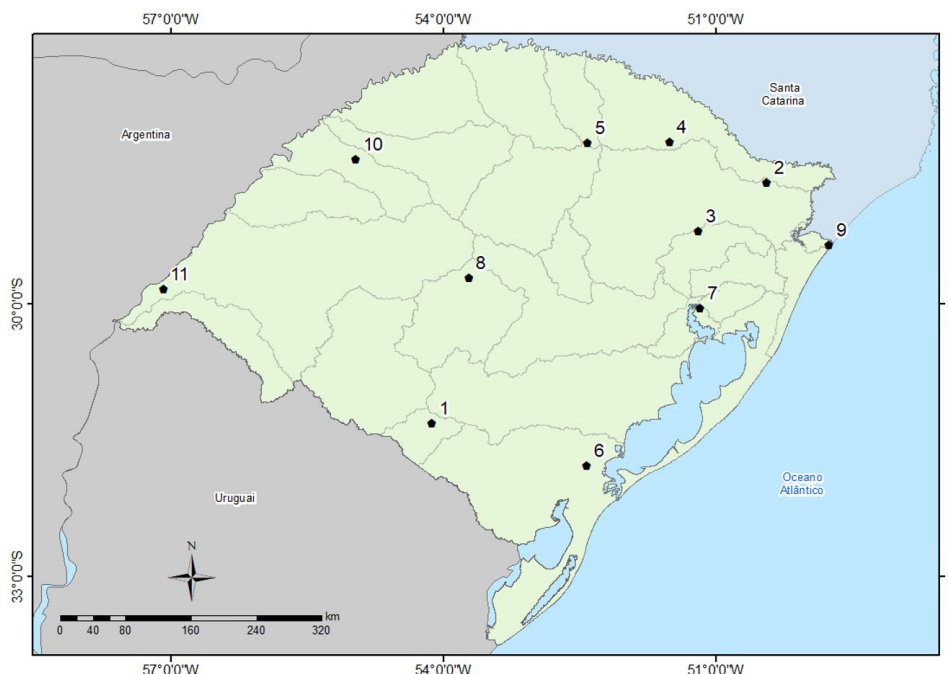 57°0'0"W 54°0'0"W 51°0'0"W
Santa
Catarina
Argentina
5 4
10
2
3
9
8
11
7
30°0'0"S
1
6
Oceano
Atlântico
Uruguai
N
33°0'0"S
km
0 40 80 160 240 320
57°0'0"W 54°0'0"W 51°0'0"W